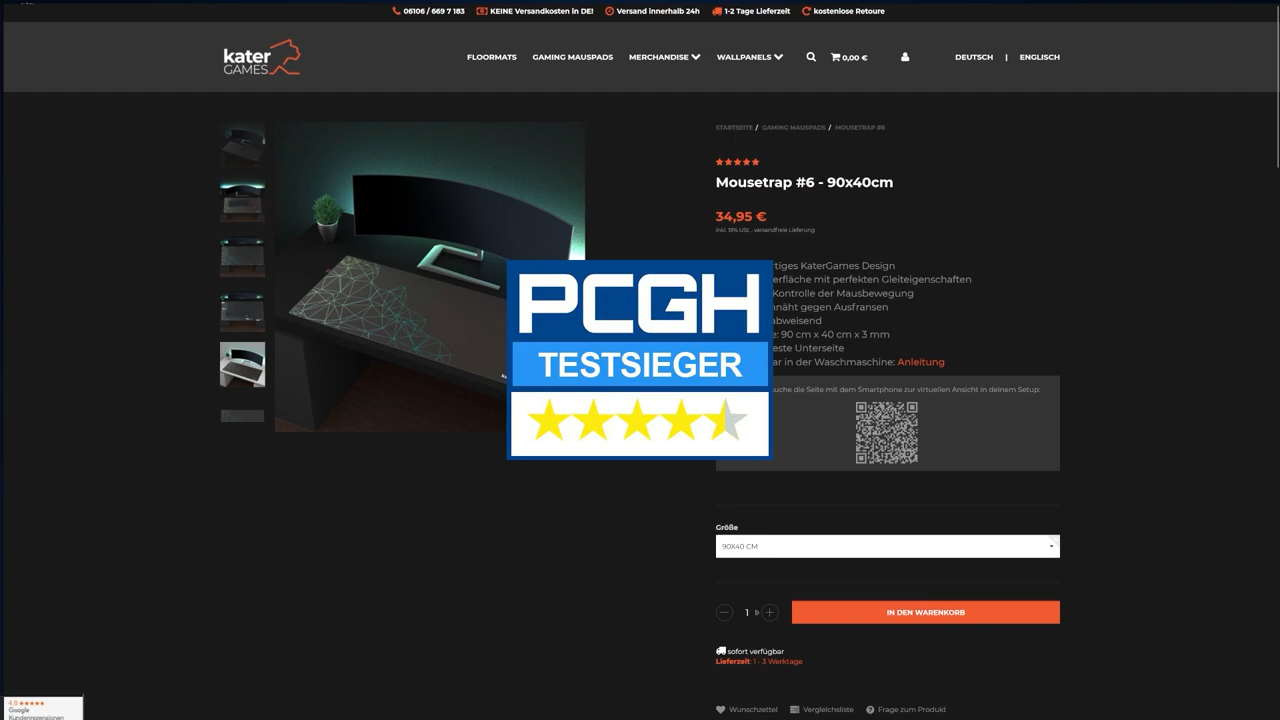 06106 / 669 7 183 KEINE Versandkosten in DE! Versand innerhalb 24h 1-2 Tage Lieferzeit kostenlose Retoure
kater
GAMES
FLOORMATS GAMING MAUSPADS MERCHANDISE WALLPANELS 0,00 € DEUTSCH | ENGLISCH
STARTSEITE / GAMING MAUSPADS / MOUSETRAP #6
Mousetrap #6 - 90x40cm
34,95 €
inkl. 19% USt., versandfreie Lieferung
rtiges KaterGames Design
erfläche mit perfekten Gleiteigenschaften
Kontrolle der Mausbewegung
näht gegen Ausfransen
abweisend
e: 90 cm x 40 cm x 3 mm
este Unterseite
ar in der Waschmaschine: Anleitung
uche die Seite mit dem Smartphone zur virtuellen Ansicht in deinem Setup:
PCGH
TESTSIEGER
Größe
90X40 CM
1
IN DEN WARENKORB
sofort verfügbar
Lieferzeit: 1 - 3 Werktage
Wunschzettel Vergleichsliste Frage zum Produkt
4.8
Google
Kundenrezensionen